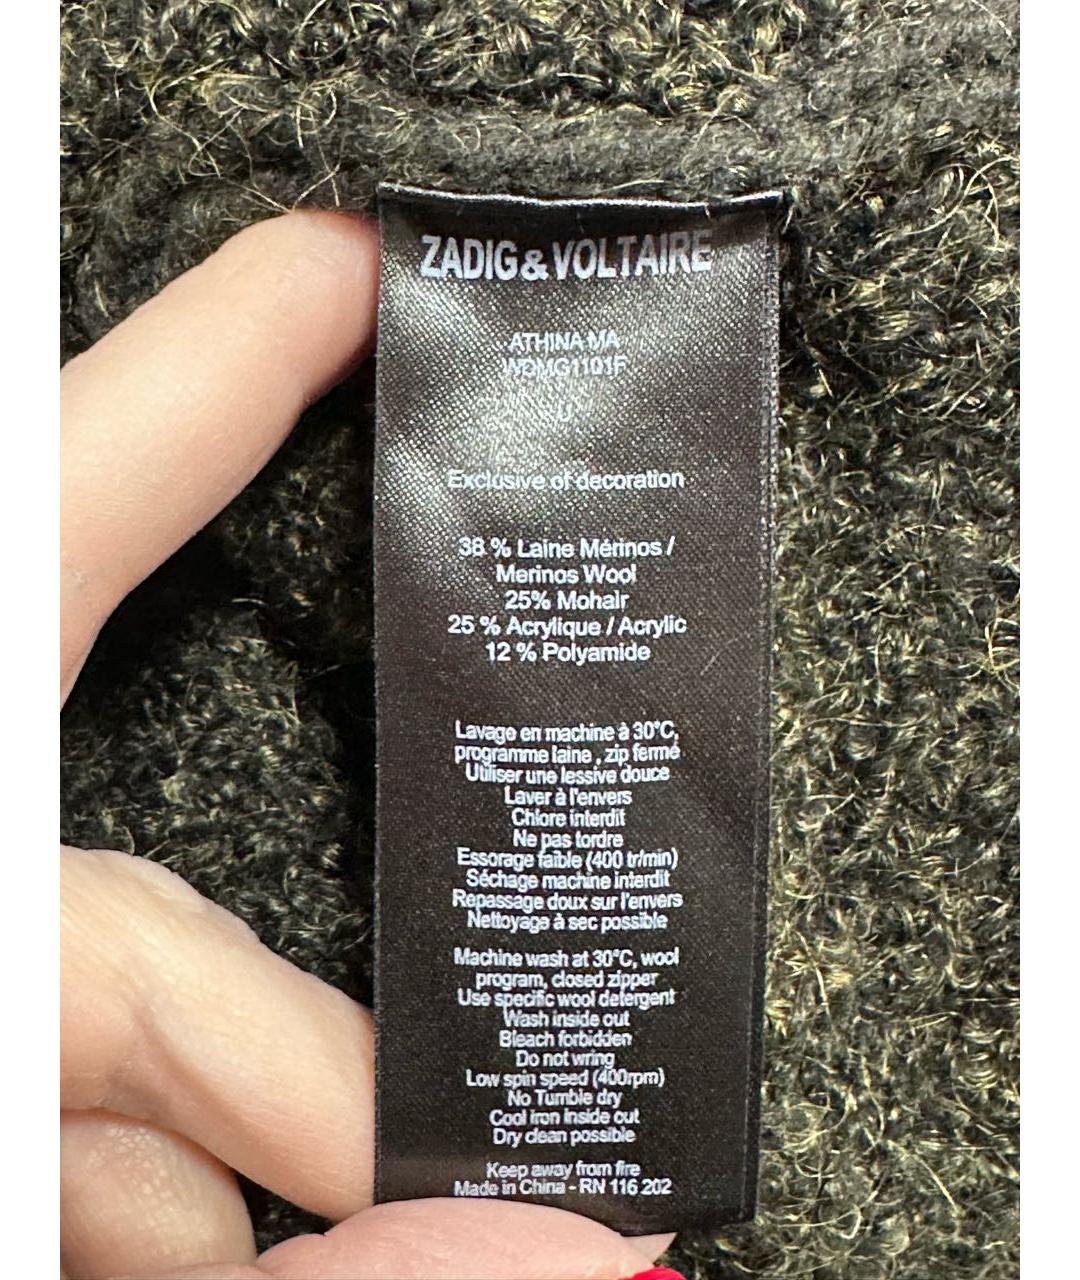 ZADIG&VOLTAIRE
ATHINA MA
WDMG1101F
U
Exclusive of decoration
38 % Laine Mérinos /
Merinos Wool
25% Mohair
25 % Acrylique / Acrylic
12 % Polyamide
Lavage en machine à 30°C,
programme laine , zip fermé
Utiliser une lessive douce
Laver à l'envers
Chlore interdit
Ne pas tordre
Essorage faible (400 tr/min)
Séchage machine interdit
Repassage doux sur l'envers
Nettoyage à sec possible
Machine wash at 30°C, wool
program, closed zipper
Use specific wool detergent
Wash inside out
Bleach forbidden
Do not wring
Low spin speed (400rpm)
No Tumble dry
Cool iron inside out
Dry clean possible
Keep away from fire
Made in China - RN 116 202